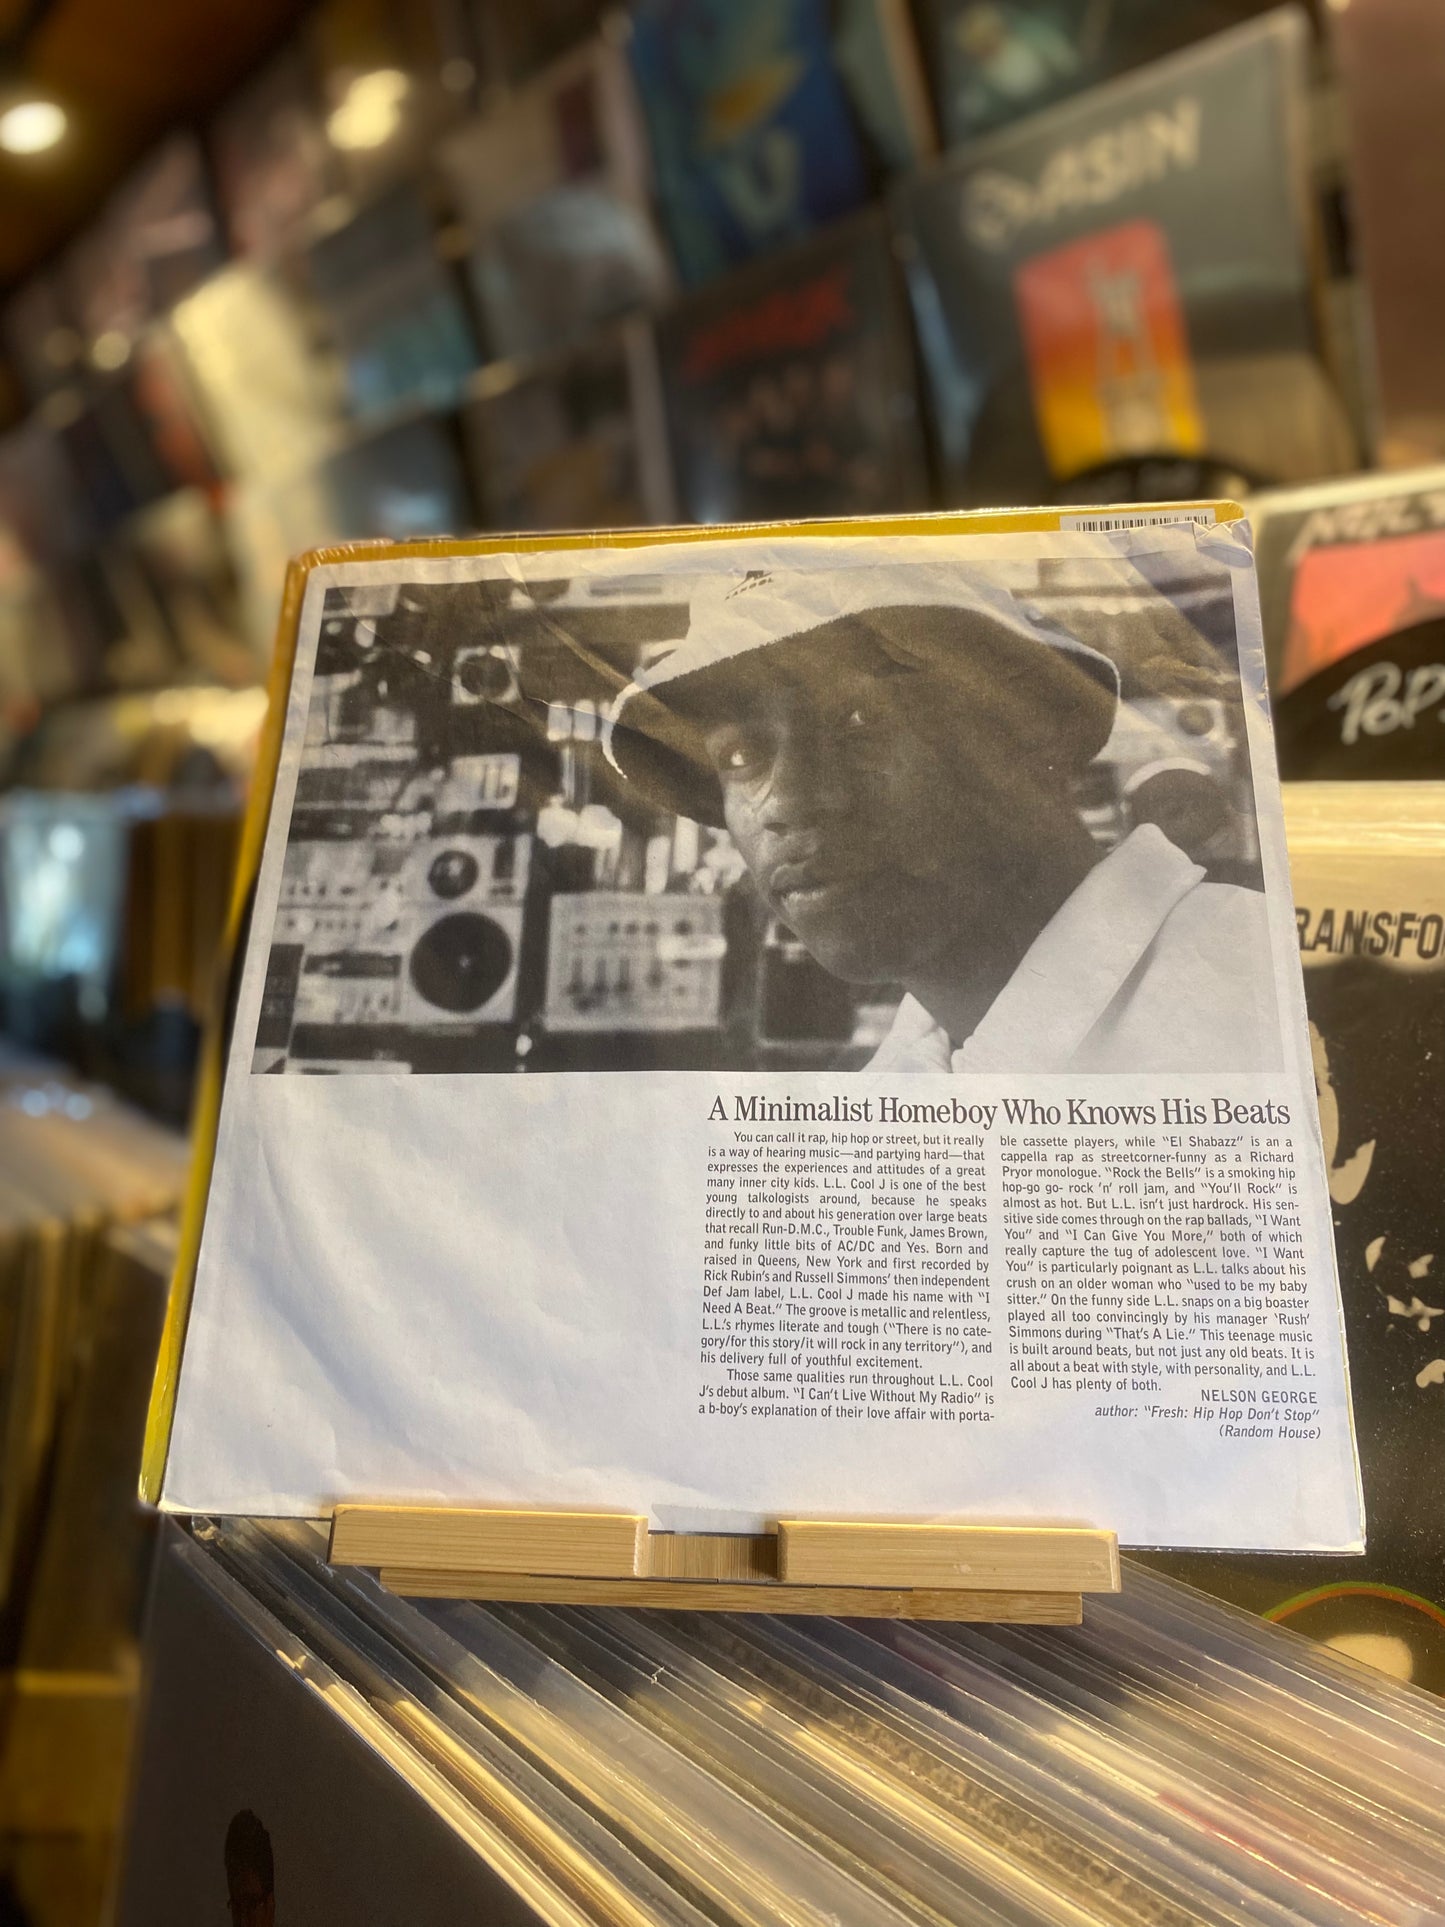 KANGOL
A Minimalist Homeboy Who Knows His Beats
You can call it rap, hip hop or street, but it really
is a way of hearing music—and partying hard—that
expresses the experiences and attitudes of a great
many inner city kids. L.L. Cool J is one of the best
young talkologists around, because he speaks
directly to and about his generation over large beats
that recall Run-D.M.C., Trouble Funk, James Brown,
and funky little bits of AC/DC and Yes. Born and
raised in Queens, New York and first recorded by
Rick Rubin's and Russell Simmons' then independent
Def Jam label, L.L. Cool J made his name with "I
Need A Beat." The groove is metallic and relentless,
L.L.'s rhymes literate and tough ("There is no cate-
gory/for this story/it will rock in any territory"), and
his delivery full of youthful excitement.
Those same qualities run throughout L.L. Cool
J's debut album. "I Can't Live Without My Radio" is
a b-boy's explanation of their love affair with porta-
ble cassette players, while "El Shabazz" is an a
cappella rap as streetcorner-funny as a Richard
Pryor monologue. "Rock the Bells" is a smoking hip
hop-go go- rock 'n' roll jam, and "You'll Rock" is
almost as hot. But L.L. isn't just hardrock. His sen-
sitive side comes through on the rap ballads, "I Want
You" and "I Can Give You More," both of which
really capture the tug of adolescent love. "I Want
You" is particularly poignant as L.L. talks about his
crush on an older woman who "used to be my baby
sitter." On the funny side L.L. snaps on a big boaster
played all too convincingly by his manager 'Rush'
Simmons during "That's A Lie." This teenage music
is built around beats, but not just any old beats. It is
all about a beat with style, with personality, and L.L.
Cool J has plenty of both.
NELSON GEORGE
author: "Fresh: Hip Hop Don't Stop"
(Random House)
RANSFO
POP